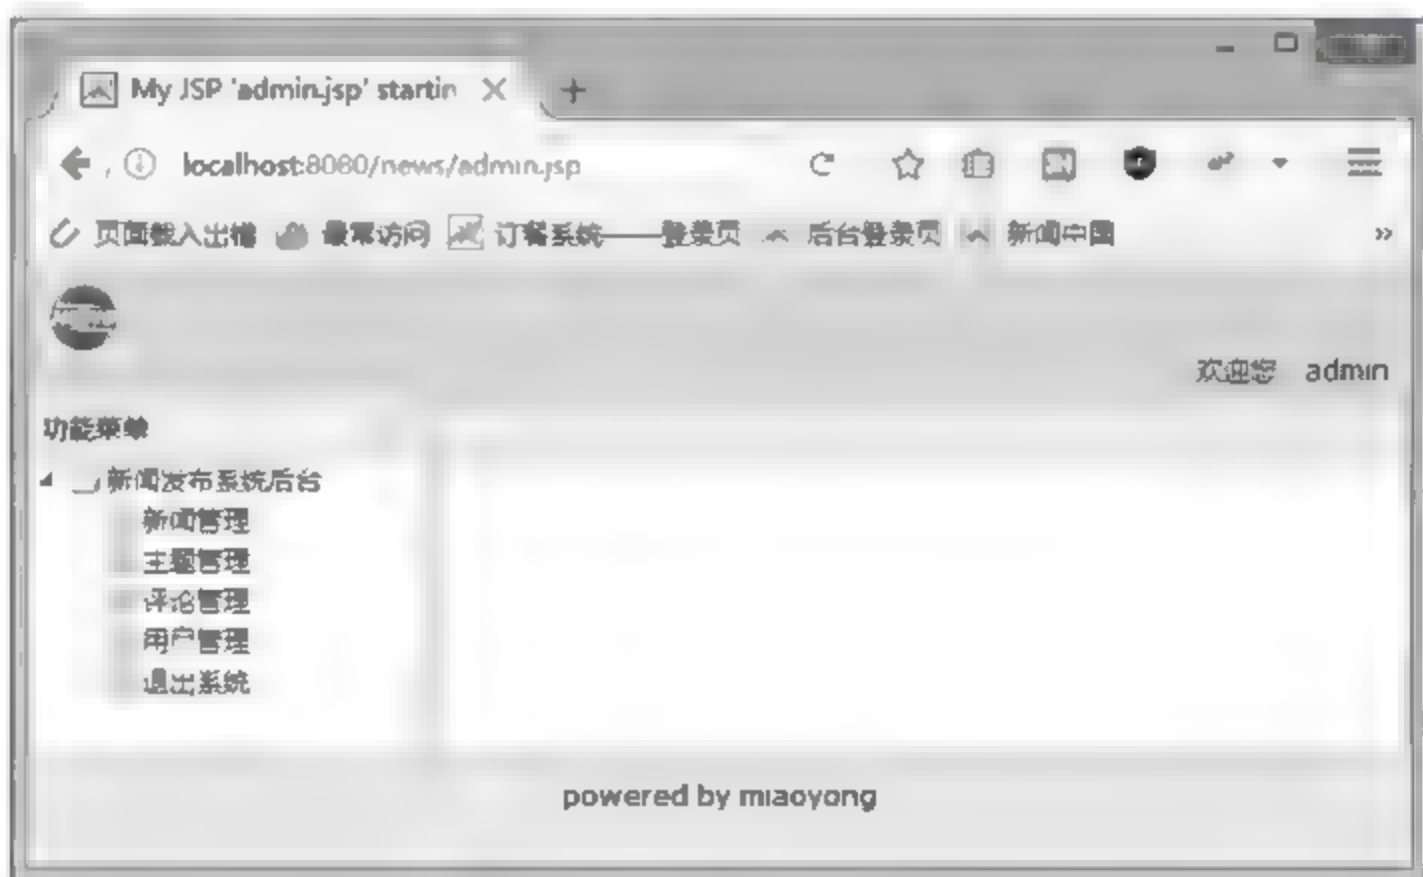 My JSP 'admin.jsp' startin
localhost:8080/news/admin.jsp
页面载入出错 最常访问 订餐系统——登录页 后台登录页 新闻中国
欢迎您 admin
功能菜单
新闻发布系统后台
新闻管理
主题管理
评论管理
用户管理
退出系统
powered by miaoyong